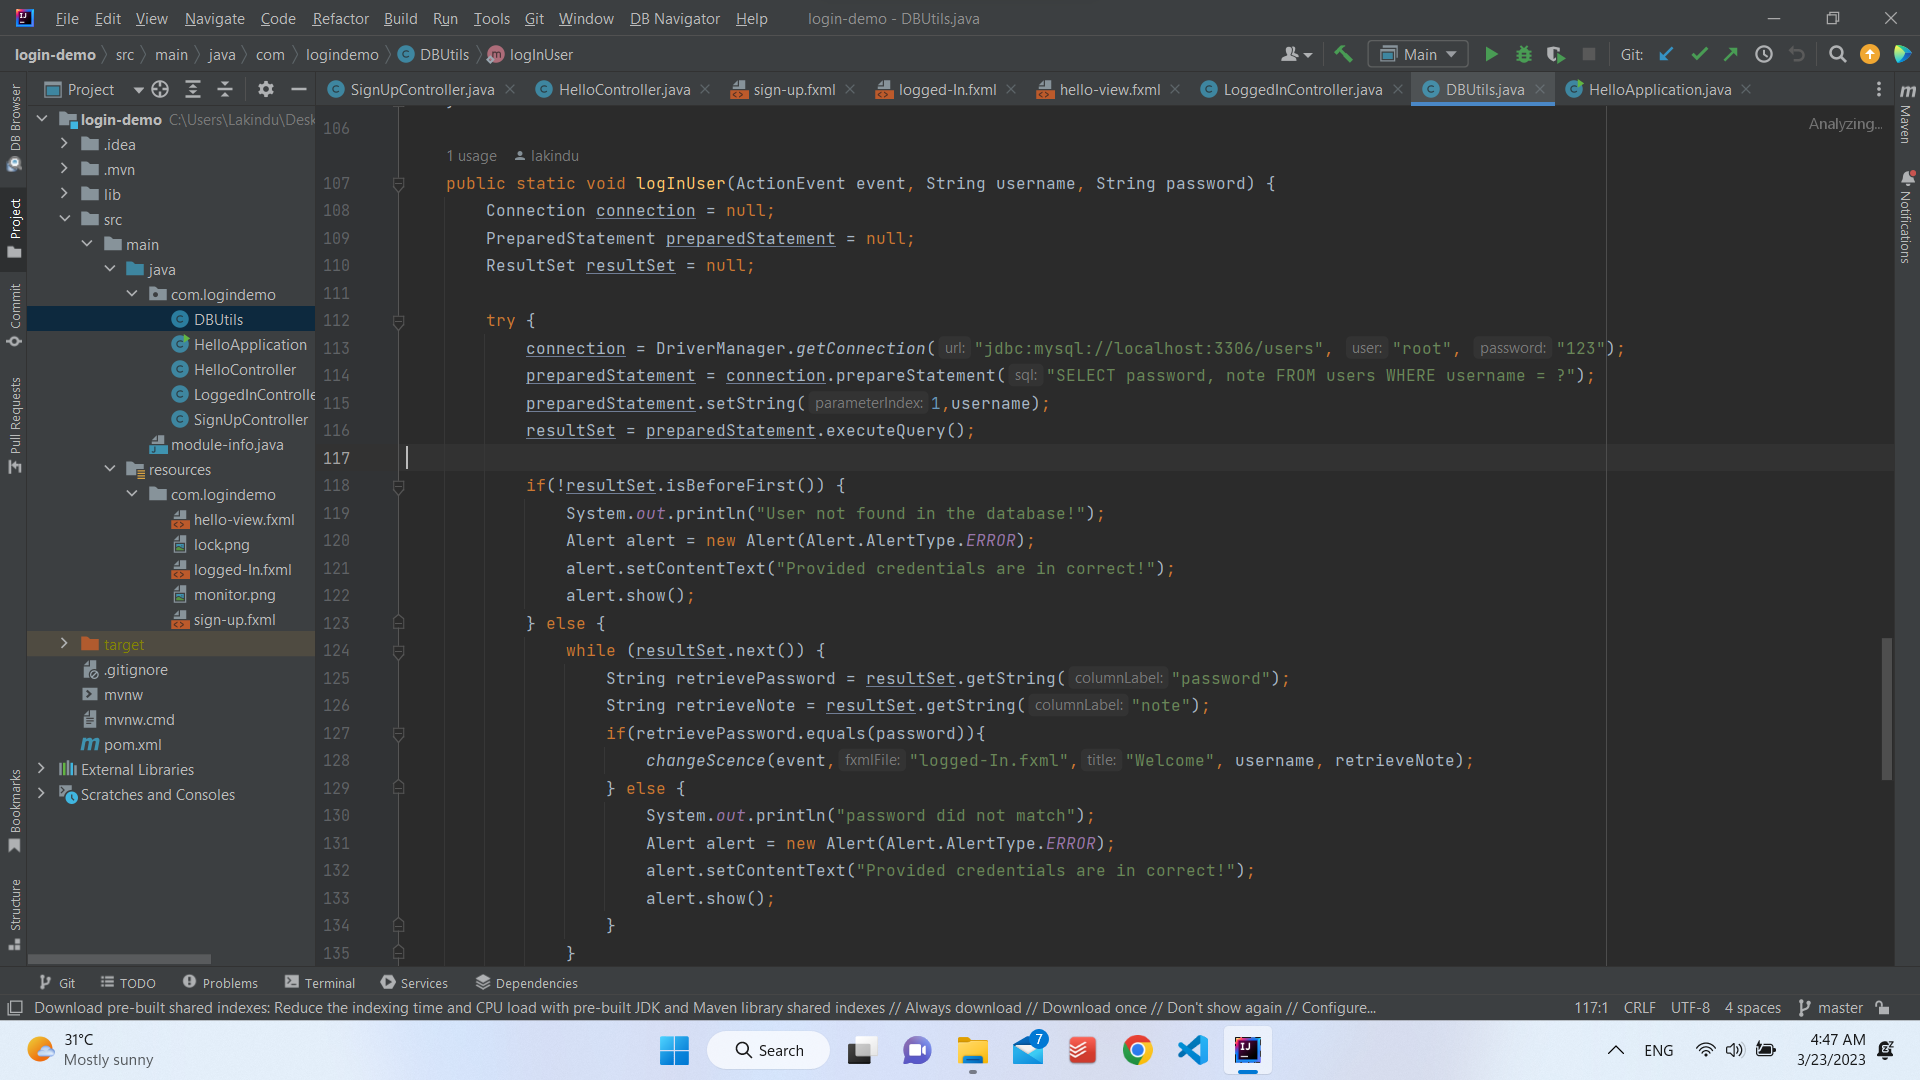 File Edit View Navigate Code Refactor Build Run Tools Git Window DB Navigator Help login-demo - DBUtils.java
login-demo src main java com logindemo DBUtils logInUser Main Git:
Project SignUpController.java HelloController.java sign-up.fxml logged-In.fxml hello-view.fxml LoggedInController.java DBUtils.java HelloApplication.java
DB Browser
Project
Commit
Pull Requests
Bookmarks
Structure
login-demo C:\Users\Lakindu\Desk
.idea
.mvn
lib
src
main
java
com.logindemo
DBUtils
HelloApplication
HelloController
LoggedInControlle
SignUpController
module-info.java
resources
com.logindemo
hello-view.fxml
lock.png
logged-In.fxml
monitor.png
sign-up.fxml
target
.gitignore
mvnw
mvnw.cmd
pom.xml
External Libraries
Scratches and Consoles
Analyzing...
106
1 usage lakindu
107 public static void logInUser(ActionEvent event, String username, String password) {
108 Connection connection = null;
109 PreparedStatement preparedStatement = null;
110 ResultSet resultSet = null;
111
112 try {
113 connection = DriverManager.getConnection( url: "jdbc:mysql://localhost:3306/users", user: "root", password: "123");
114 preparedStatement = connection.prepareStatement( sql: "SELECT password, note FROM users WHERE username = ?");
115 preparedStatement.setString( parameterIndex: 1,username);
116 resultSet = preparedStatement.executeQuery();
117
118 if(!resultSet.isBeforeFirst()) {
119 System.out.println("User not found in the database!");
120 Alert alert = new Alert(Alert.AlertType.ERROR);
121 alert.setContentText("Provided credentials are in correct!");
122 alert.show();
123 } else {
124 while (resultSet.next()) {
125 String retrievePassword = resultSet.getString( columnLabel: "password");
126 String retrieveNote = resultSet.getString( columnLabel: "note");
127 if(retrievePassword.equals(password)){
128 changeScence(event, fxmlFile: "logged-In.fxml", title: "Welcome", username, retrieveNote);
129 } else {
130 System.out.println("password did not match");
131 Alert alert = new Alert(Alert.AlertType.ERROR);
132 alert.setContentText("Provided credentials are in correct!");
133 alert.show();
134 }
135 }
Maven
Notifications
Git TODO Problems Terminal Services Dependencies
Download pre-built shared indexes: Reduce the indexing time and CPU load with pre-built JDK and Maven library shared indexes // Always download // Download once // Don't show again // Configure... 117:1 CRLF UTF-8 4 spaces master
31°C
Mostly sunny
Search
7
ENG
4:47 AM
3/23/2023